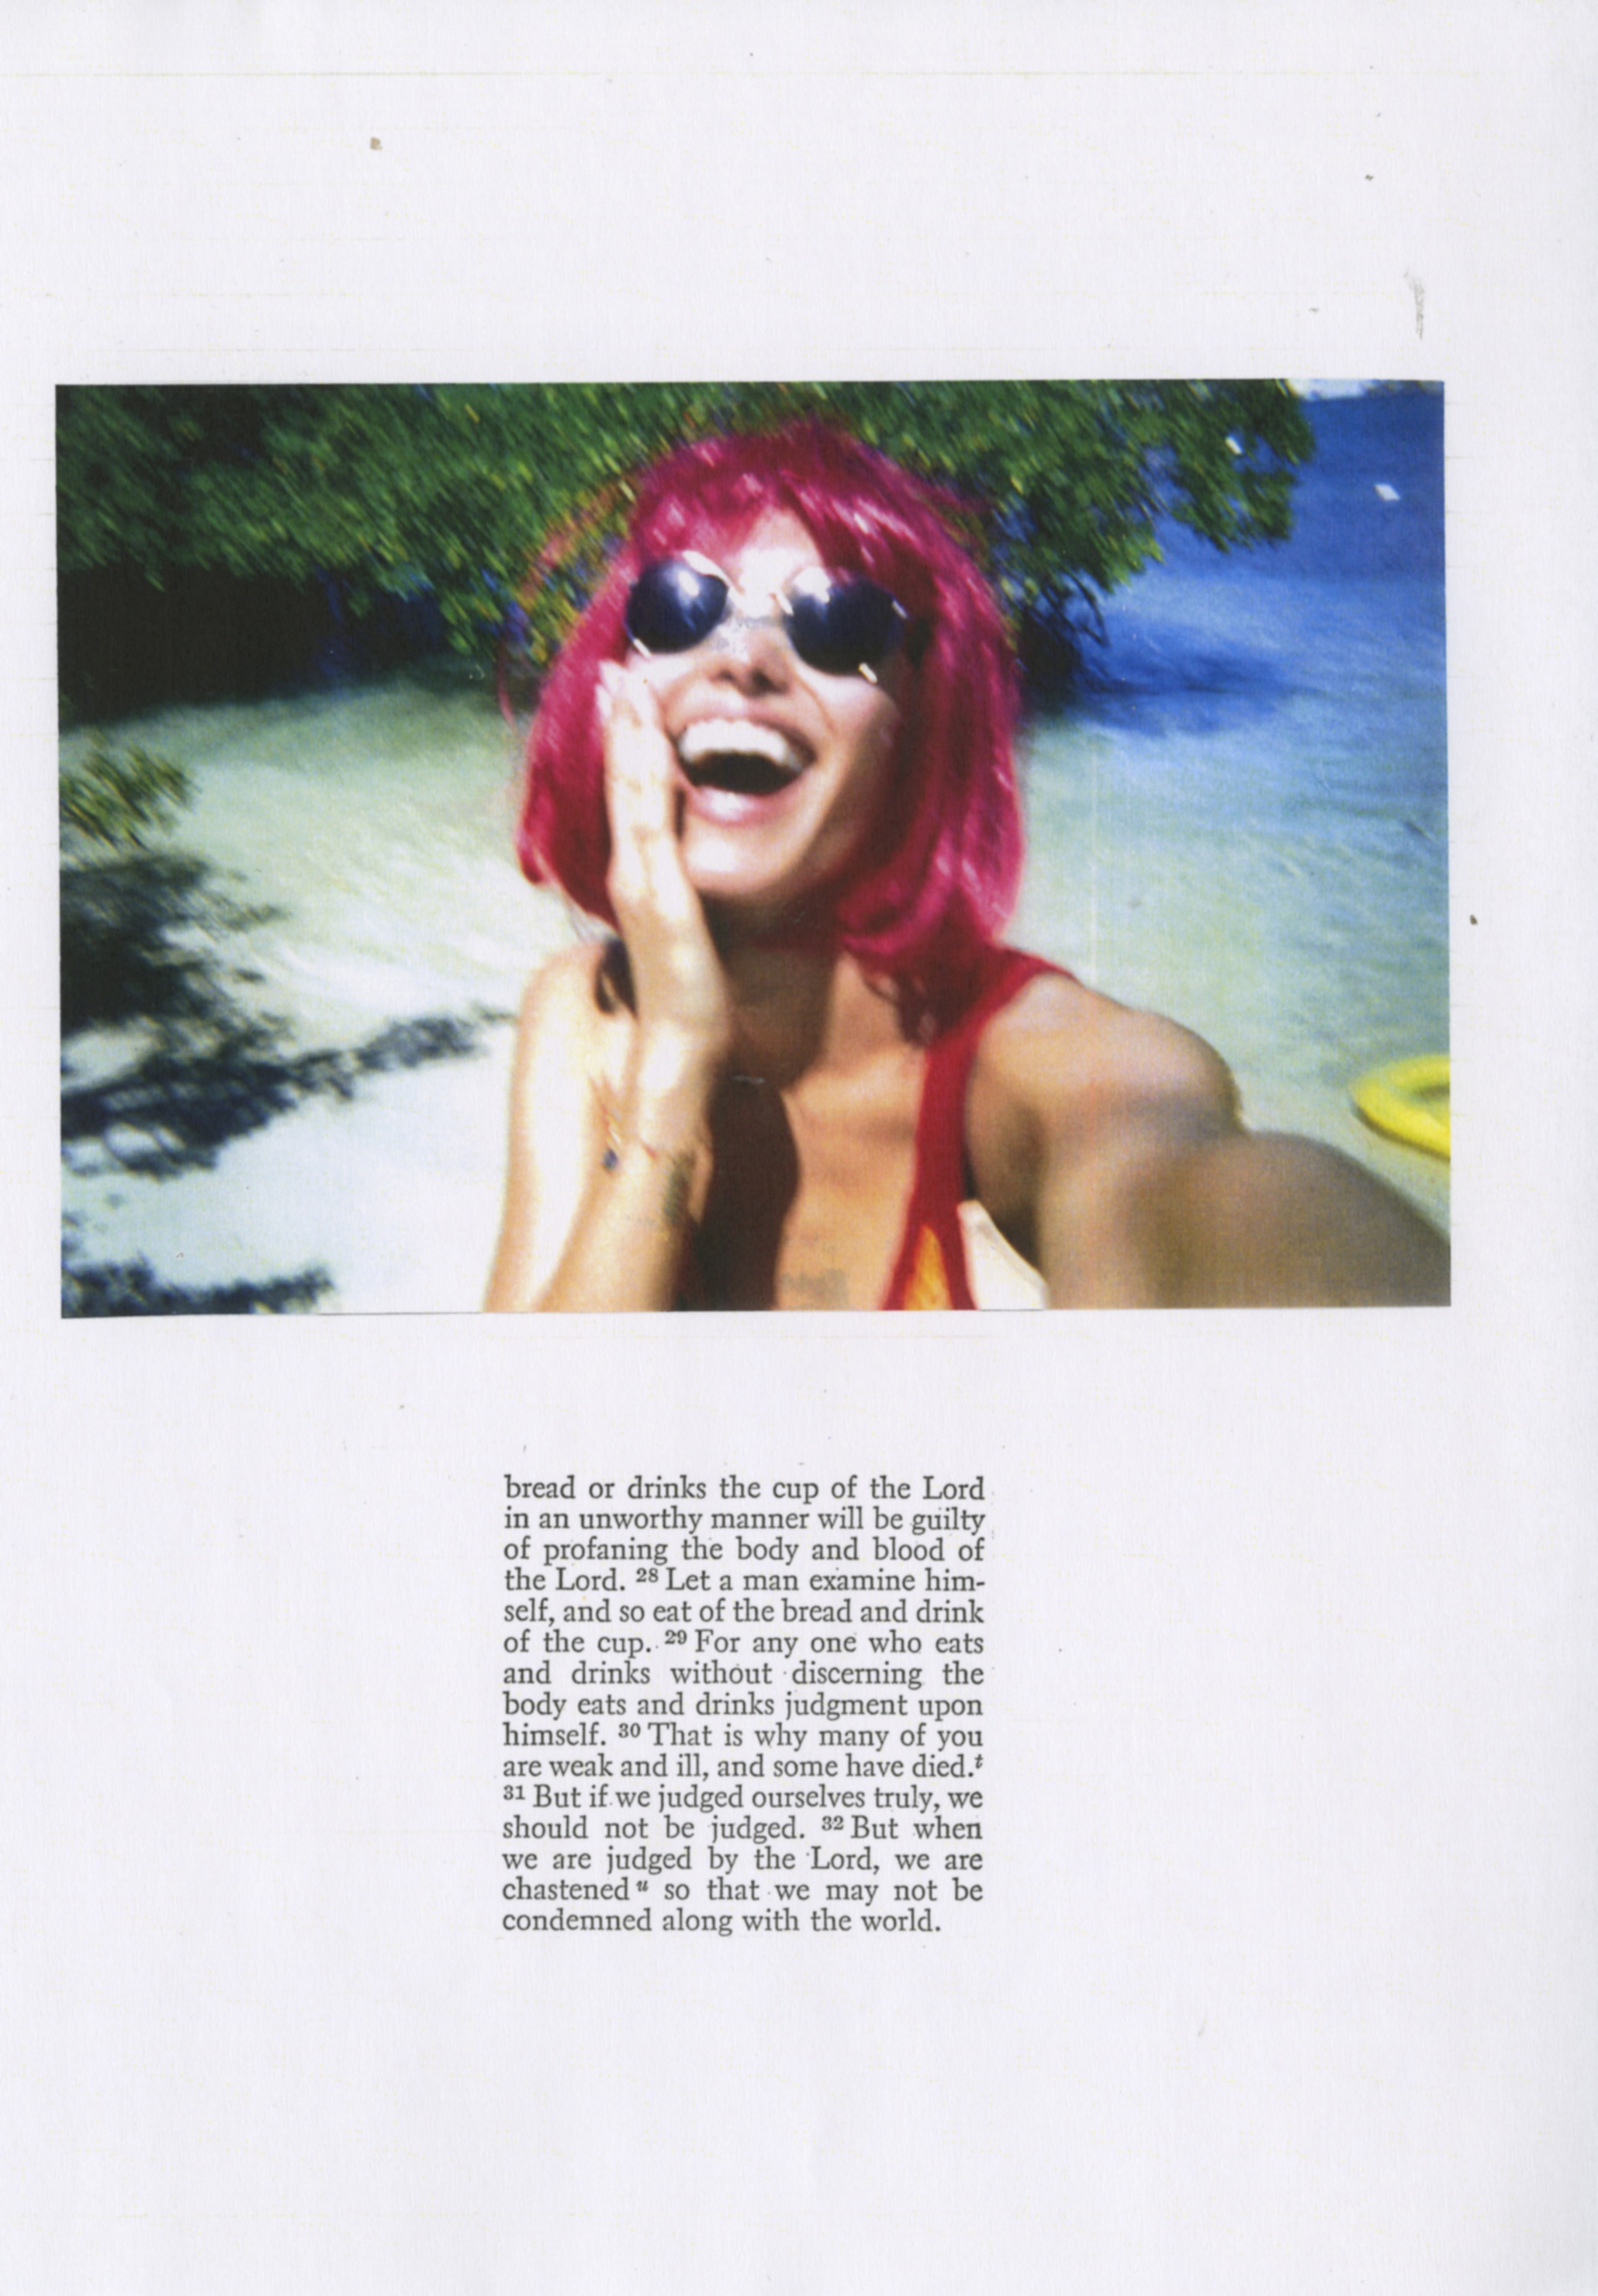 bread or drinks the cup of the Lord
in an unworthy manner will be guilty
of profaning the body and blood of
the Lord. ²⁸ Let a man examine him-
self, and so eat of the bread and drink
of the cup. ²⁹ For any one who eats
and drinks without discerning the
body eats and drinks judgment upon
himself. ³⁰ That is why many of you
are weak and ill, and some have died.ᵗ
³¹ But if we judged ourselves truly, we
should not be judged. ³² But when
we are judged by the Lord, we are
chastened ᵘ so that we may not be
condemned along with the world.